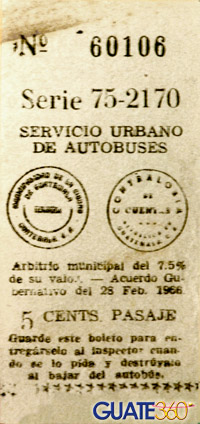 Nº 60106
Serie 75-2170
SERVICIO URBANO
DE AUTOBUSES
MUNICIPALIDAD DE LA CIUDAD
DE GUATEMALA
GUATEMALA C.A.
CONTRALORIA
DE
CUENTAS
GUATEMALA C.A.
Arbitrio municipal del 7.5%
de su valor. — Acuerdo Gu-
bernativo del 28 Feb. 1966
5 CENTS. PASAJE
Guarde este boleto para en-
tregárselo al inspector cuan-
do se lo pida y destrúyalo
al bajar del autobús.
GUATE360º